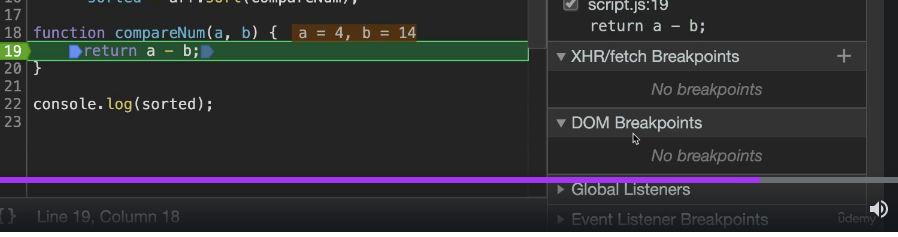 sorted = arr.sort(compareNum);
17
18 function compareNum(a, b) { a = 4, b = 14
19 return a - b;
20 }
21
22 console.log(sorted);
23
{} Line 19, Column 18
script.js:19
return a - b;
XHR/fetch Breakpoints +
No breakpoints
DOM Breakpoints
No breakpoints
Global Listeners
Event Listener Breakpoints
ûdemy